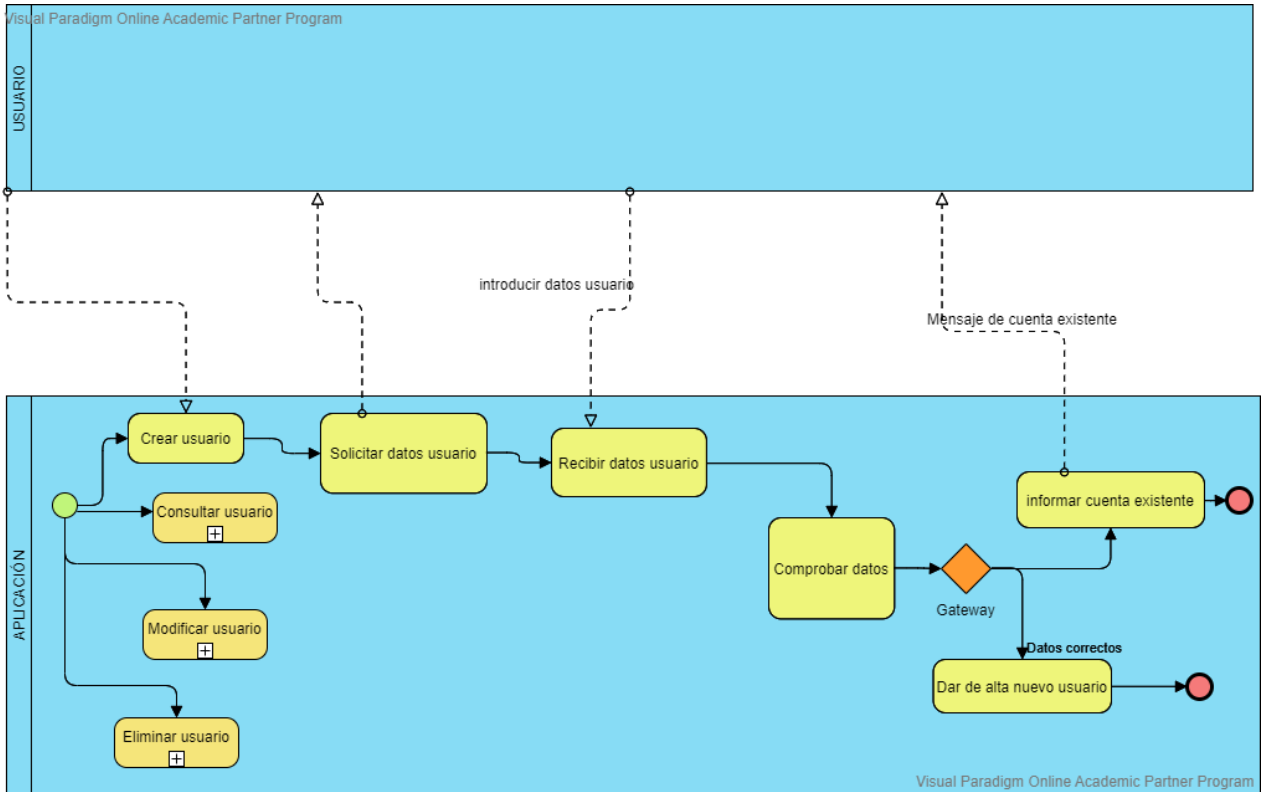 Visual Paradigm Online Academic Partner Program
USUARIO
introducir datos usuario
Mensaje de cuenta existente
APLICACIÓN
Crear usuario
Solicitar datos usuario
Recibir datos usuario
Consultar usuario
informar cuenta existente
Comprobar datos
Gateway
Modificar usuario
Datos correctos
Dar de alta nuevo usuario
Eliminar usuario
Visual Paradigm Online Academic Partner Program